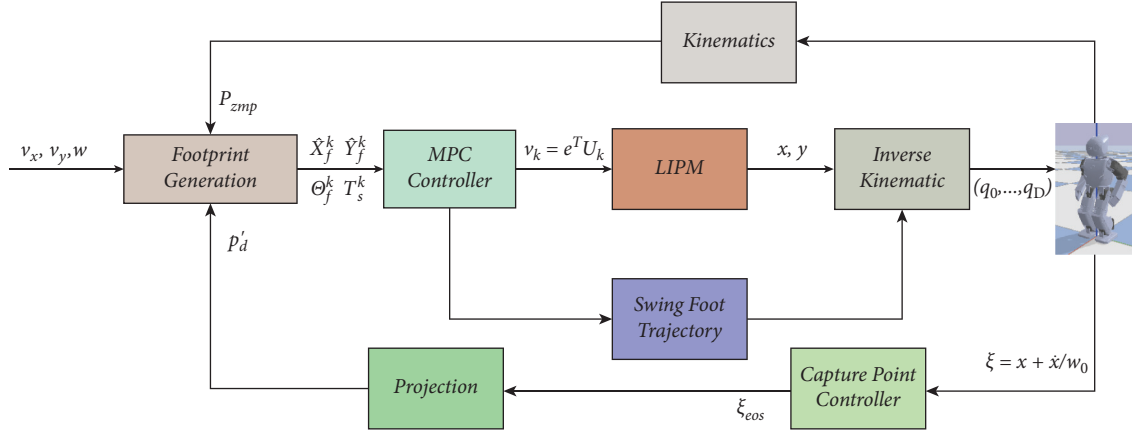 Kinematics
P_zmp
v_x, v_y, w
Footprint
Generation
X̂_f^k Ŷ_f^k
Θ_f^k T_s^k
MPC
Controller
v_k = e^T U_k
LIPM
x, y
Inverse
Kinematic
(q_0,...,q_D)
p'_d
Swing Foot
Trajectory
ξ = x + ẋ/w_0
Projection
ξ_eos
Capture Point
Controller